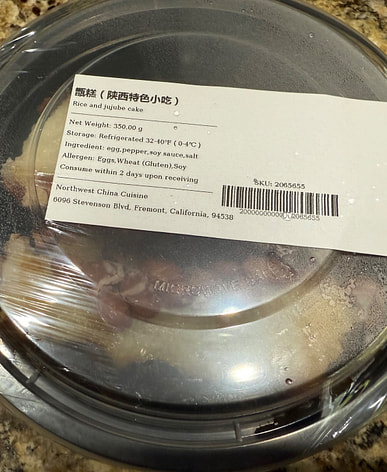 甑糕（陕西特色小吃）
Rice and jujube cake
Net Weight: 350.00 g
Storage: Refrigerated 32-40°F ( 0-4°C )
Ingredient: egg,pepper,soy sauce,salt
Allergen: Eggs,Wheat (Gluten),Soy
Consume within 2 days upon receiving
Northwest China Cuisine
6096 Stevenson Blvd, Fremont, California, 94538
SKU: 2065655
MICROWAVE